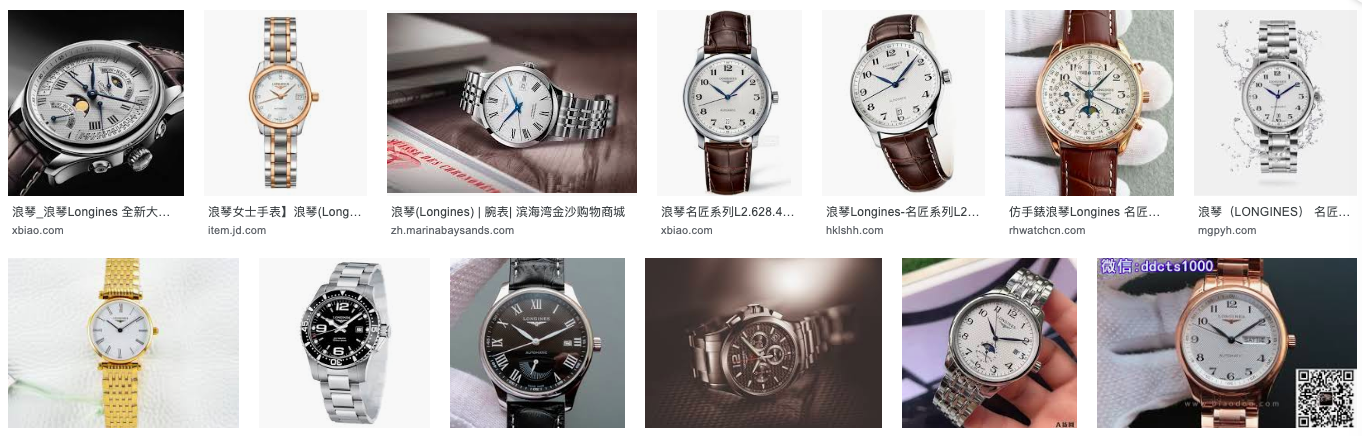 浪琴_浪琴Longines 全新大...
xbiao.com
浪琴女士手表】浪琴(Long...
item.jd.com
浪琴(Longines) | 腕表| 滨海湾金沙购物商城
zh.marinabaysands.com
浪琴名匠系列L2.628.4...
xbiao.com
浪琴Longines-名匠系列L2...
hklshh.com
仿手錶浪琴Longines 名匠...
rhwatchcn.com
浪琴（LONGINES） 名匠...
mgpyh.com
LONGINES
AUTOMATIC
微信:ddcts1000
LONGINES